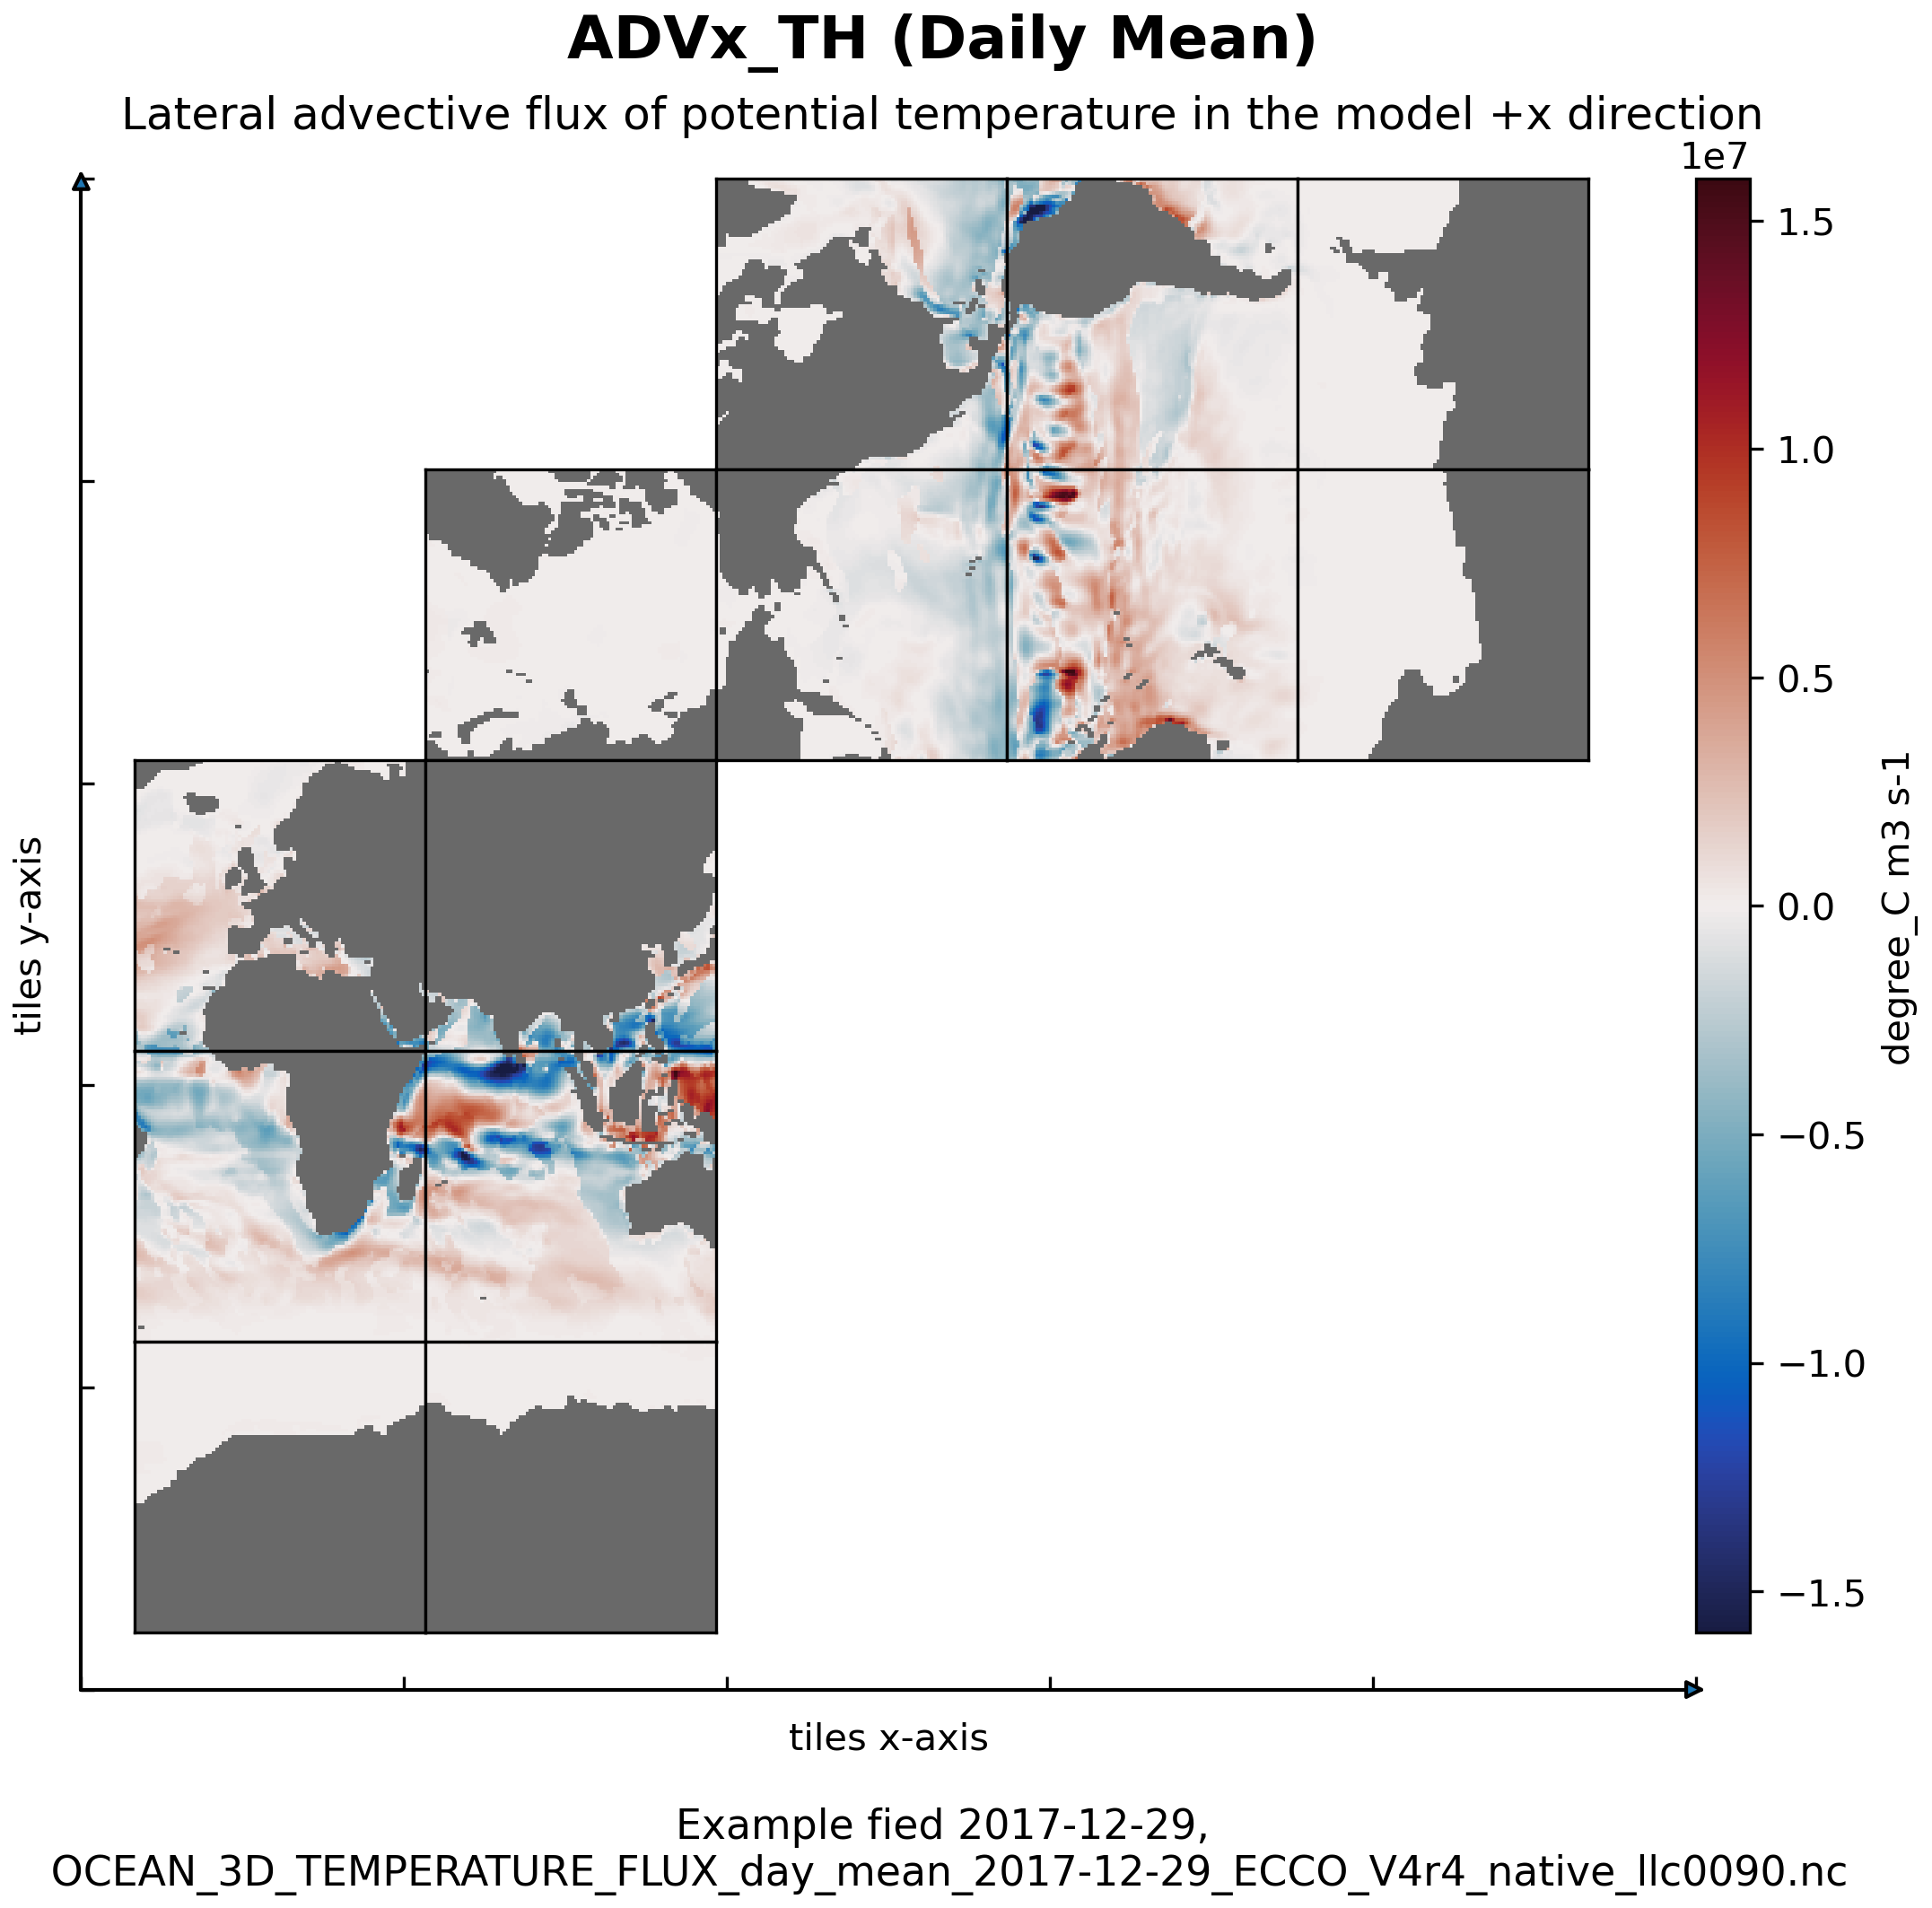 ADVx_TH (Daily Mean)
Lateral advective flux of potential temperature in the model +x direction
1e7
1.5
1.0
0.5
0.0
−0.5
−1.0
−1.5
degree_C m3 s-1
tiles y-axis
tiles x-axis
Example fied 2017-12-29,
OCEAN_3D_TEMPERATURE_FLUX_day_mean_2017-12-29_ECCO_V4r4_native_llc0090.nc